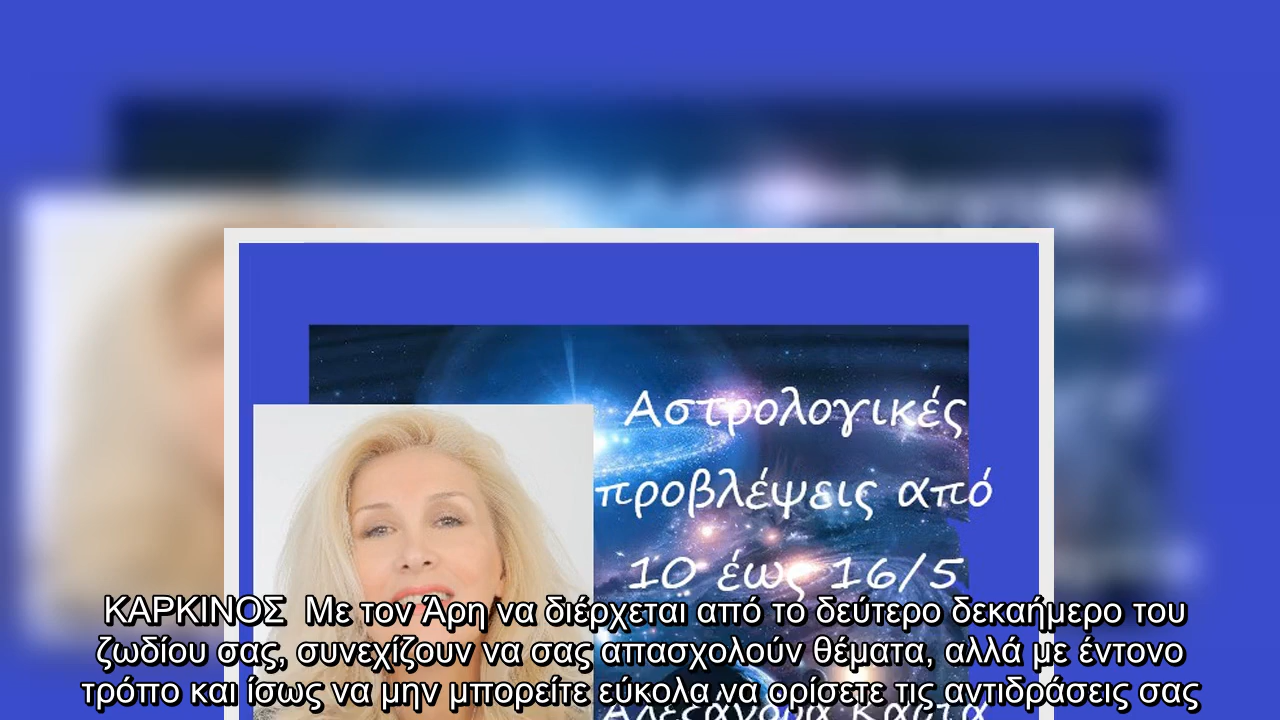 Αστρολογικές
προβλέψεις από
10 έως 16/5
Αλεξάνδρα Καρτά
ΚΑΡΚΙΝΟΣ Με τον Άρη να διέρχεται από το δεύτερο δεκαήμερο του
ζωδίου σας, συνεχίζουν να σας απασχολούν θέματα, αλλά με έντονο
τρόπο και ίσως να μην μπορείτε εύκολα να ορίσετε τις αντιδράσεις σας